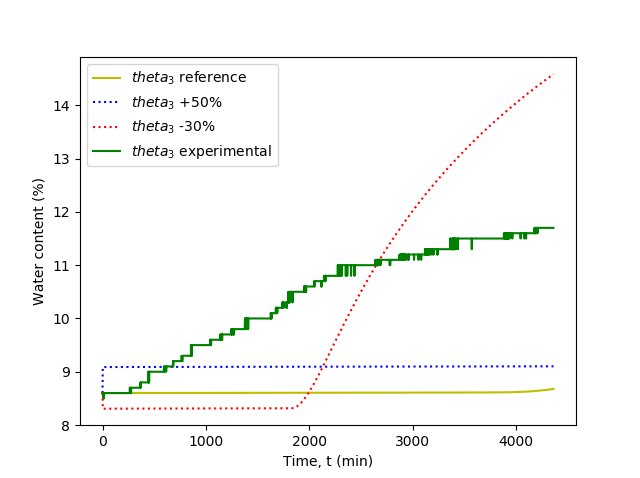 theta₃ reference
theta₃ +50%
theta₃ -30%
theta₃ experimental
14
13
12
11
10
9
8
Water content (%)
0 1000 2000 3000 4000
Time, t (min)